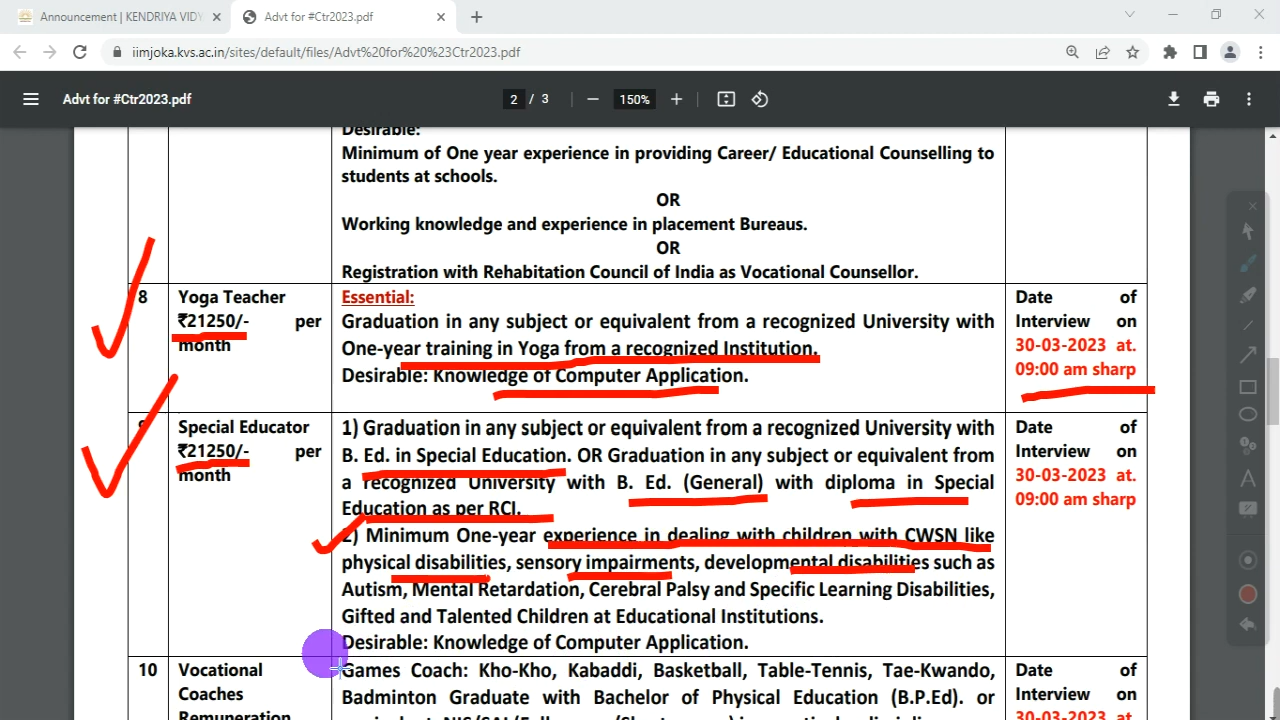 Announcement | KENDRIYA VIDY
Advt for #Ctr2023.pdf
iimjoka.kvs.ac.in/sites/default/files/Advt%20for%20%23Ctr2023.pdf
Advt for #Ctr2023.pdf
2 / 3
150%
Desirable:
Minimum of One year experience in providing Career/ Educational Counselling to
students at schools.
OR
Working knowledge and experience in placement Bureaus.
OR
Registration with Rehabitation Council of India as Vocational Counsellor.
8
Yoga Teacher
₹21250/- per
month
Essential:
Graduation in any subject or equivalent from a recognized University with
One-year training in Yoga from a recognized Institution.
Desirable: Knowledge of Computer Application.
Date of
Interview on
30-03-2023 at.
09:00 am sharp
9
Special Educator
₹21250/- per
month
1) Graduation in any subject or equivalent from a recognized University with
B. Ed. in Special Education. OR Graduation in any subject or equivalent from
a recognized University with B. Ed. (General) with diploma in Special
Education as per RCI.
2) Minimum One-year experience in dealing with children with CWSN like
physical disabilities, sensory impairments, developmental disabilities such as
Autism, Mental Retardation, Cerebral Palsy and Specific Learning Disabilities,
Gifted and Talented Children at Educational Institutions.
Desirable: Knowledge of Computer Application.
Date of
Interview on
30-03-2023 at.
09:00 am sharp
10
Vocational
Coaches
Remuneration
Games Coach: Kho-Kho, Kabaddi, Basketball, Table-Tennis, Tae-Kwando,
Badminton Graduate with Bachelor of Physical Education (B.P.Ed). or
Date of
Interview on
30-03-2023 at.